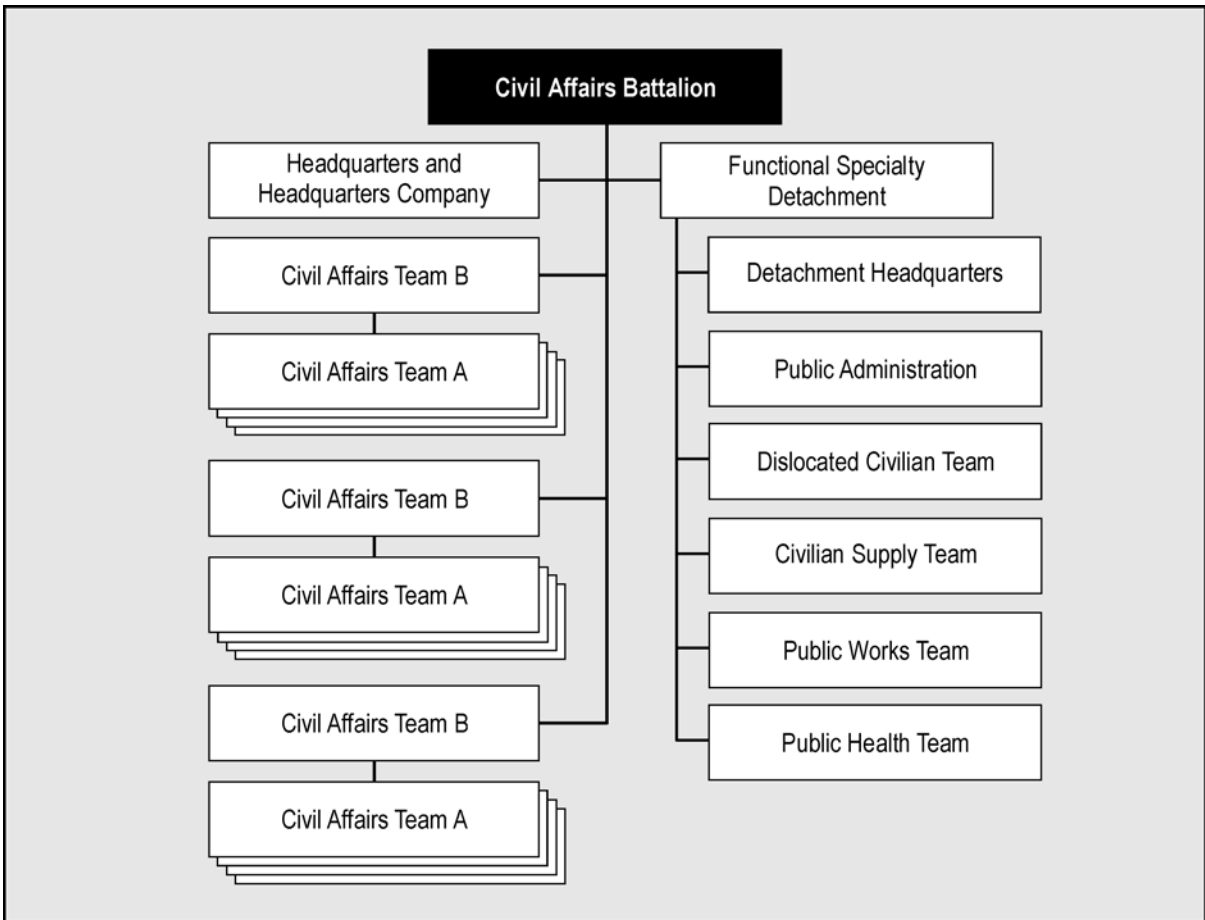 Civil Affairs Battalion
Headquarters and
Headquarters Company
Functional Specialty
Detachment
Civil Affairs Team B
Civil Affairs Team A
Civil Affairs Team B
Civil Affairs Team A
Civil Affairs Team B
Civil Affairs Team A
Detachment Headquarters
Public Administration
Dislocated Civilian Team
Civilian Supply Team
Public Works Team
Public Health Team